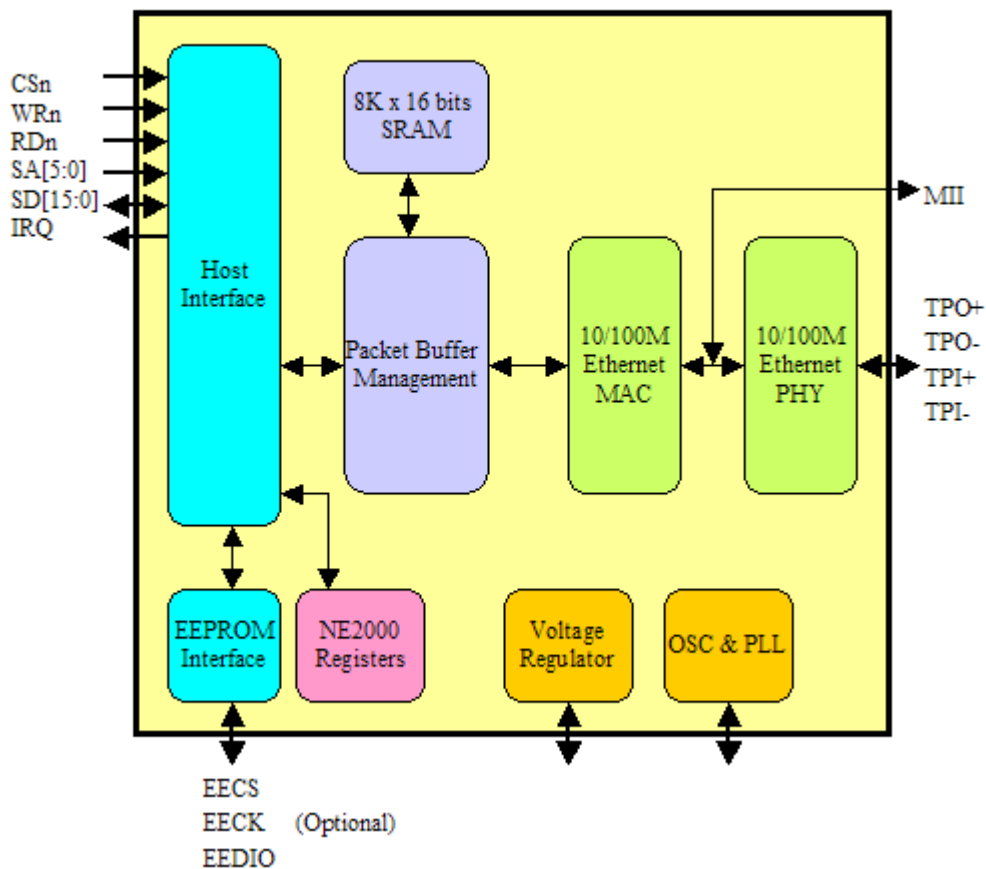 CSn
WRn
RDn
SA[5:0]
SD[15:0]
IRQ
Host
Interface
8K x 16 bits
SRAM
Packet Buffer
Management
10/100M
Ethernet
MAC
10/100M
Ethernet
PHY
MII
TPO+
TPO-
TPI+
TPI-
EEPROM
Interface
NE2000
Registers
Voltage
Regulator
OSC & PLL
EECS
EECK (Optional)
EEDIO